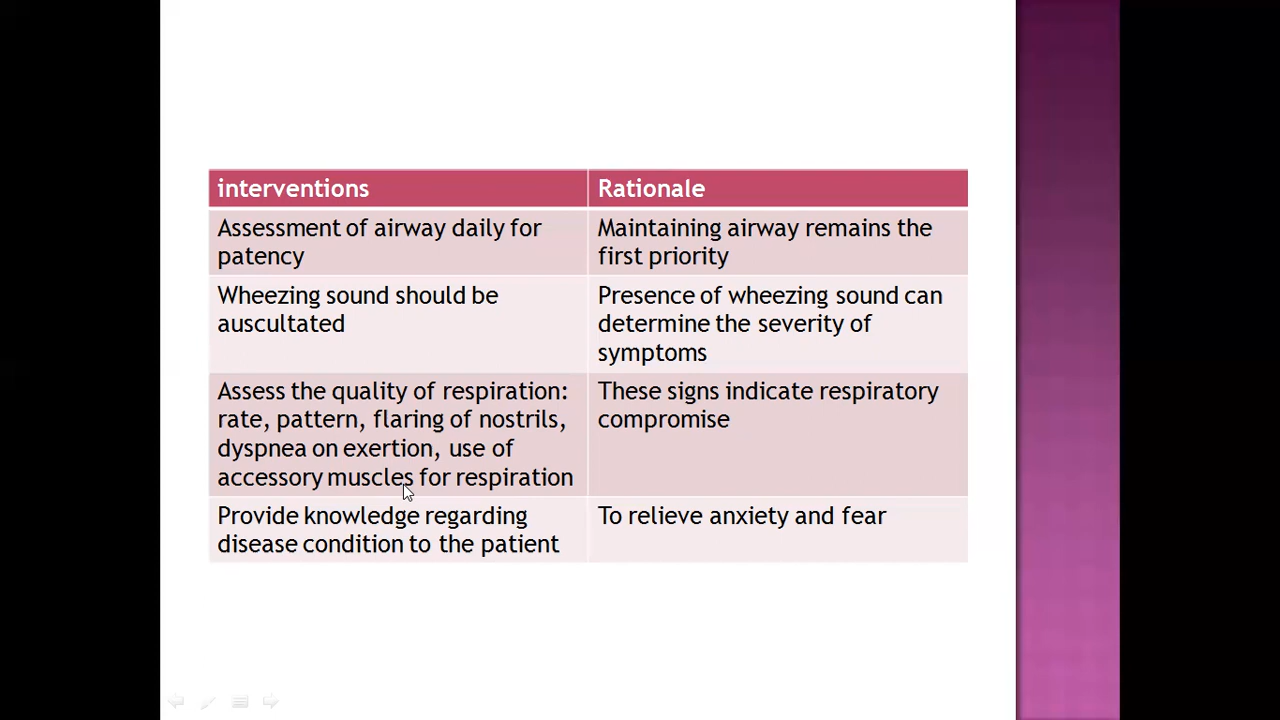 interventions
Rationale
Assessment of airway daily for
patency
Maintaining airway remains the
first priority
Wheezing sound should be
auscultated
Presence of wheezing sound can
determine the severity of
symptoms
Assess the quality of respiration:
rate, pattern, flaring of nostrils,
dyspnea on exertion, use of
accessory muscles for respiration
These signs indicate respiratory
compromise
Provide knowledge regarding
disease condition to the patient
To relieve anxiety and fear